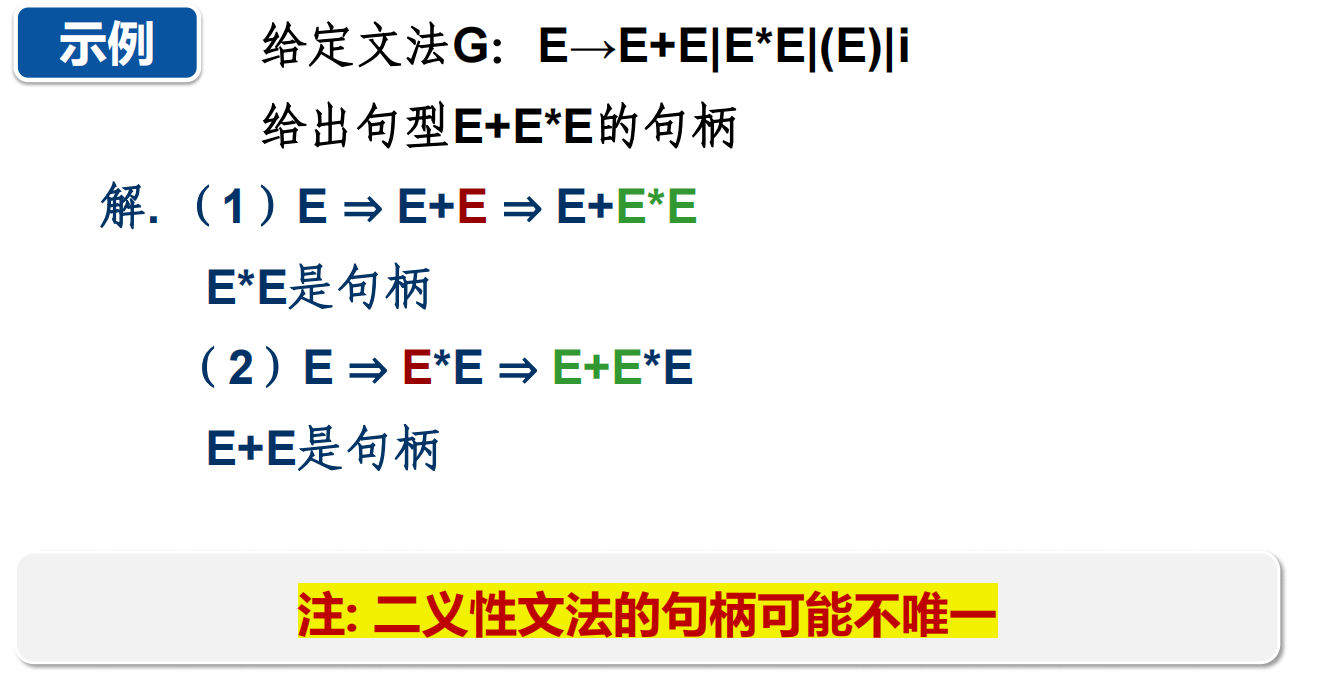 示例
给定文法G: E→E+E|E*E|(E)|i
给出句型E+E*E的句柄
解.（1）E ⇒ E+E ⇒ E+E*E
E*E是句柄
（2）E ⇒ E*E ⇒ E+E*E
E+E是句柄
注: 二义性文法的句柄可能不唯一